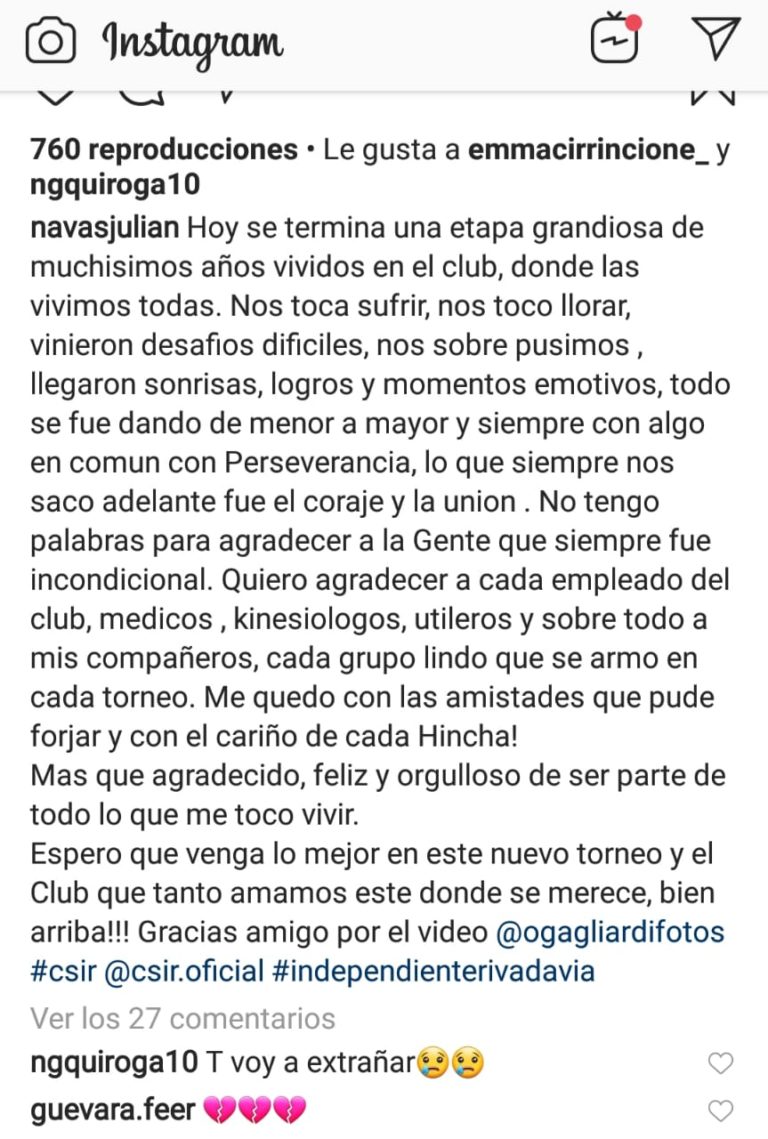 Instagram
760 reproducciones • Le gusta a emmacirrincione_ y
ngquiroga10
navasjulian Hoy se termina una etapa grandiosa de
muchisimos años vividos en el club, donde las
vivimos todas. Nos toca sufrir, nos toco llorar,
vinieron desafios dificiles, nos sobre pusimos ,
llegaron sonrisas, logros y momentos emotivos, todo
se fue dando de menor a mayor y siempre con algo
en comun con Perseverancia, lo que siempre nos
saco adelante fue el coraje y la union . No tengo
palabras para agradecer a la Gente que siempre fue
incondicional. Quiero agradecer a cada empleado del
club, medicos , kinesiologos, utileros y sobre todo a
mis compañeros, cada grupo lindo que se armo en
cada torneo. Me quedo con las amistades que pude
forjar y con el cariño de cada Hincha!
Mas que agradecido, feliz y orgulloso de ser parte de
todo lo que me toco vivir.
Espero que venga lo mejor en este nuevo torneo y el
Club que tanto amamos este donde se merece, bien
arriba!!! Gracias amigo por el video @ogagliardifotos
#csir @csir.oficial #independienterivadavia
Ver los 27 comentarios
ngquiroga10 T voy a extrañar😢😢
guevara.feer 💔💔💔